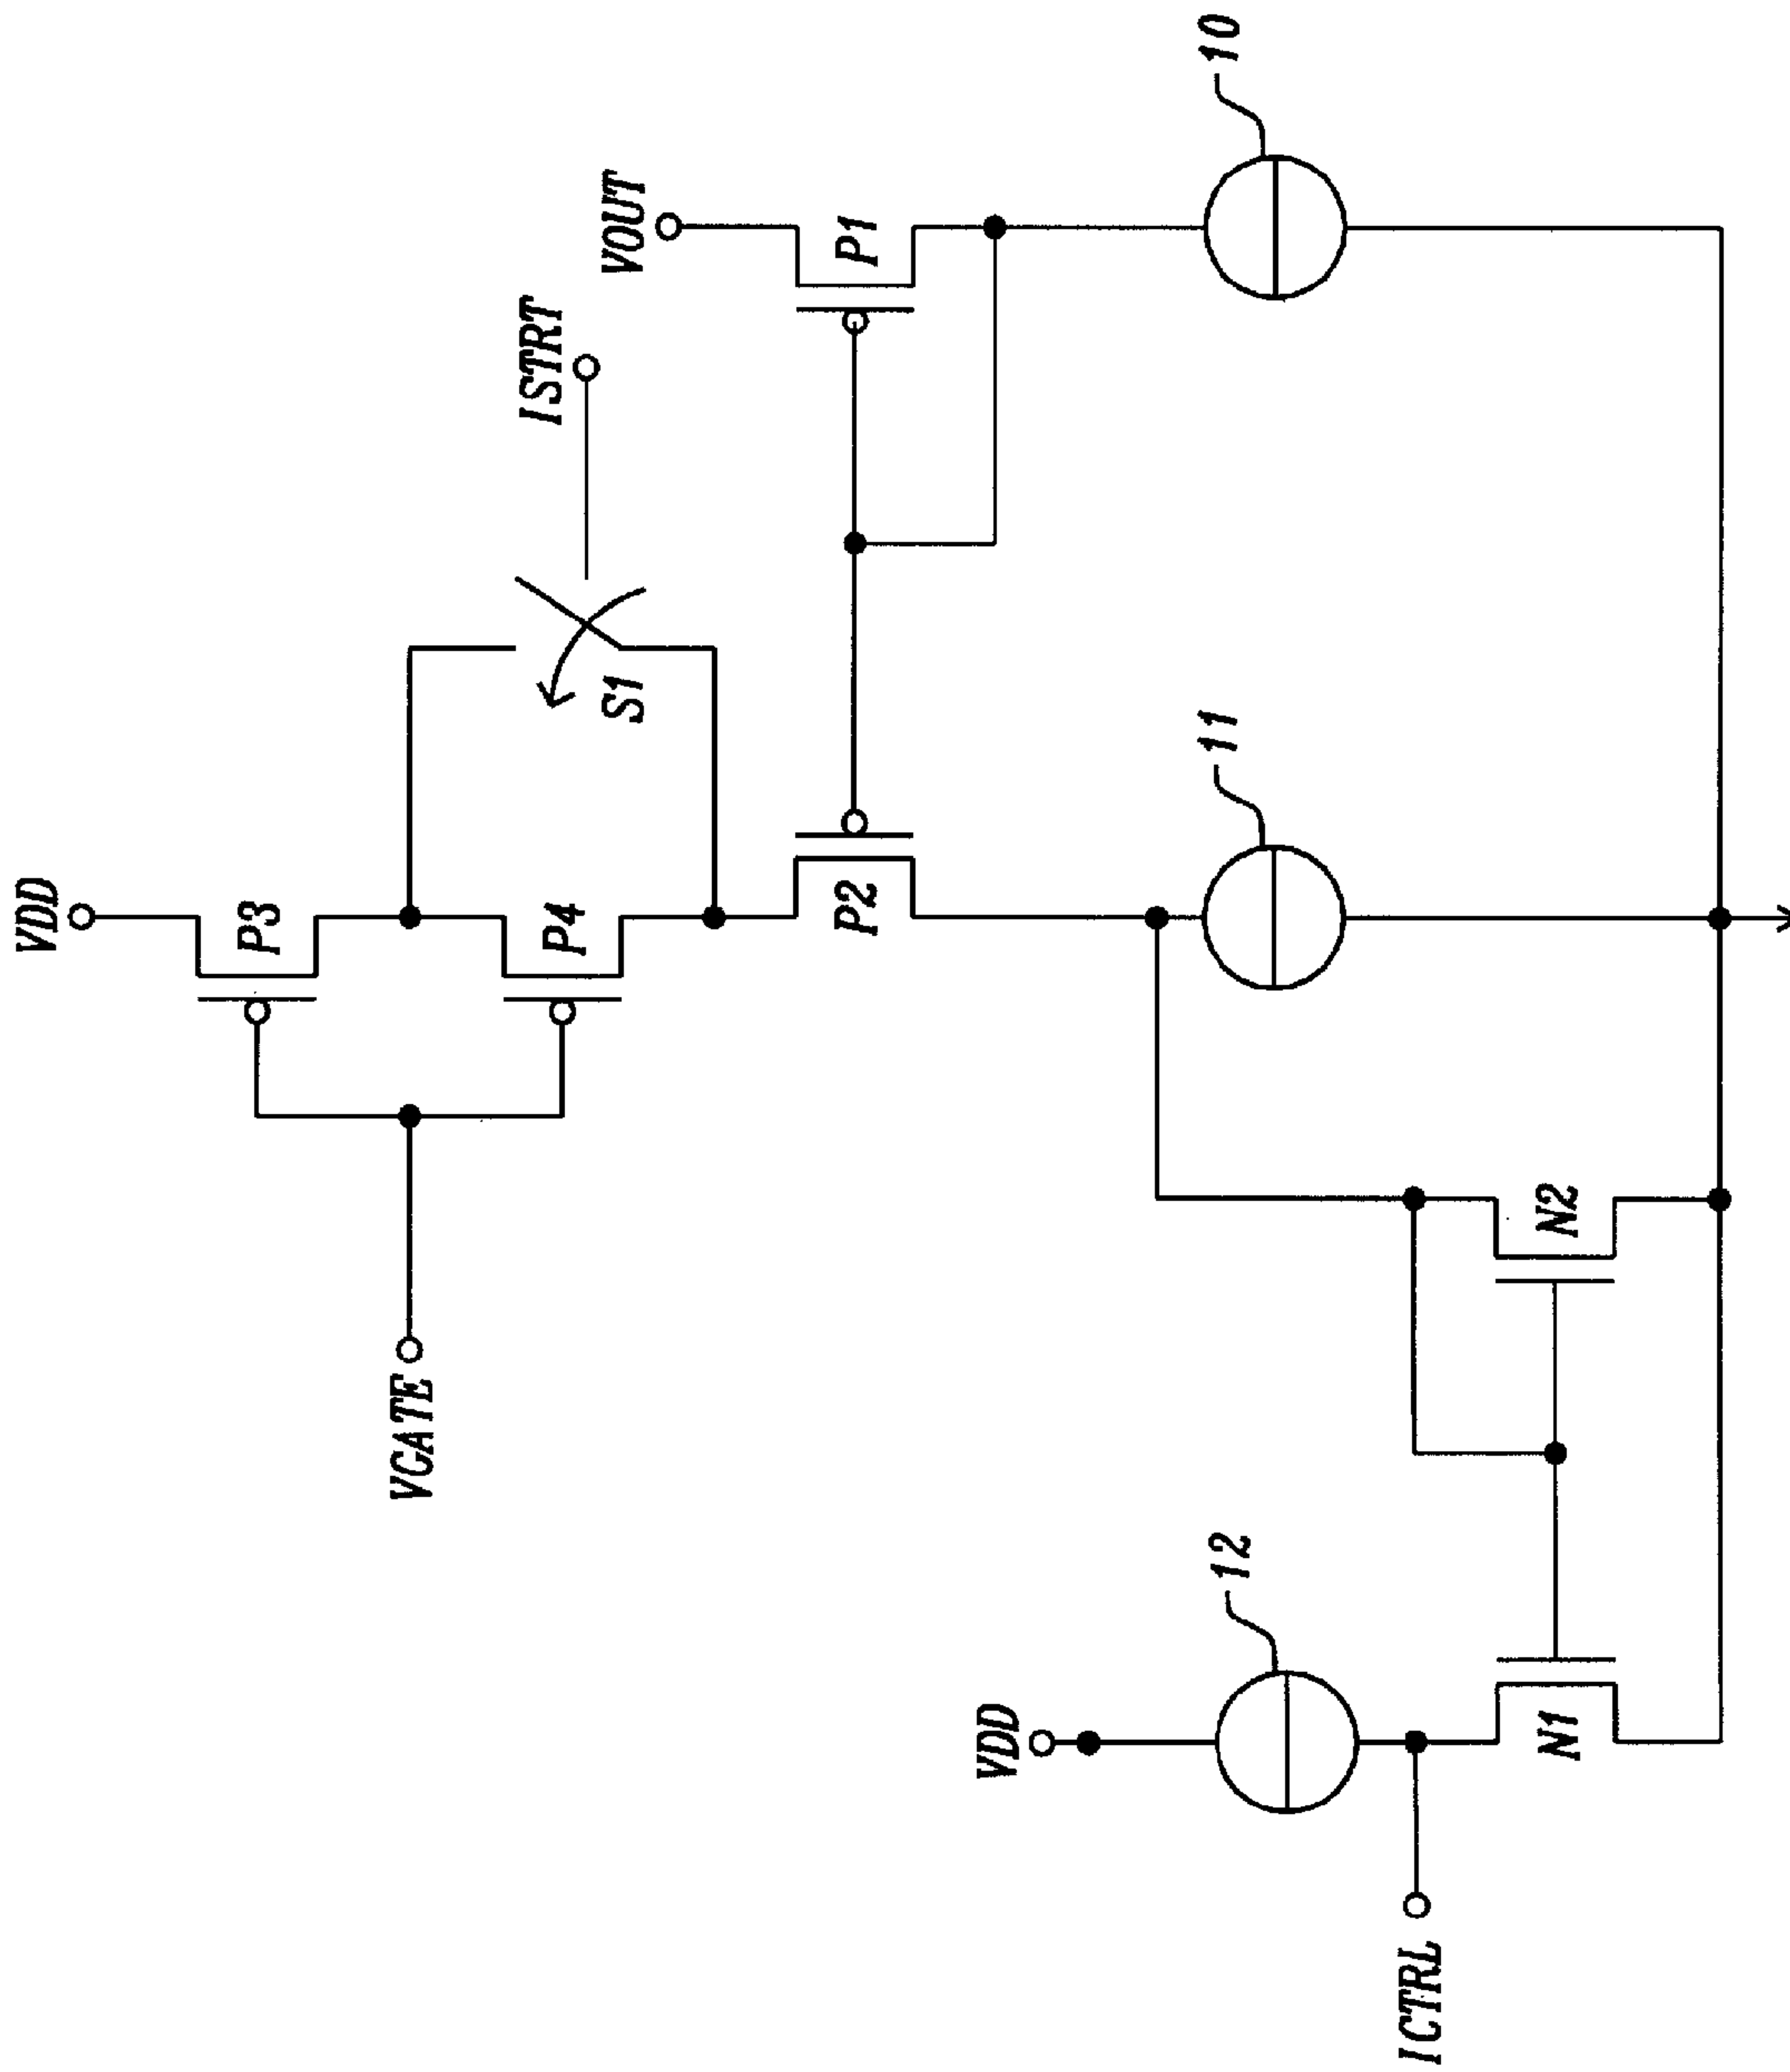 10
VOUT
P1
ISTRT
S1
11
VDD
P3
P4
P2
N2
VGATE
12
VDD
N1
ICTRL